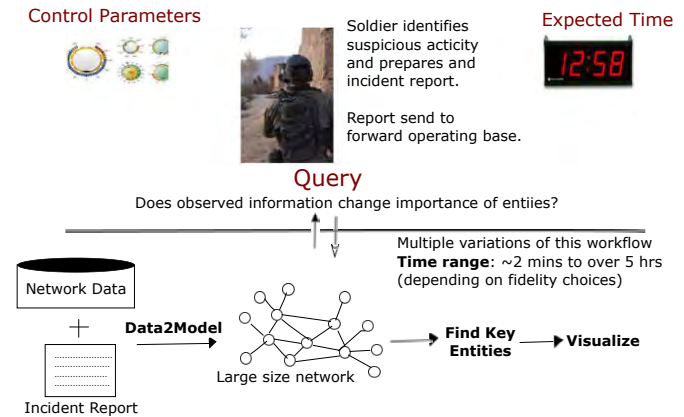 Control Parameters
Soldier identifies
suspicious acticity
and prepares and
incident report.
Report send to
forward operating base.
Expected Time
12:58
Query
Does observed information change importance of entiies?
Multiple variations of this workflow
Time range: ~2 mins to over 5 hrs
(depending on fidelity choices)
Network Data
+
Incident Report
Data2Model
Large size network
Find Key
Entities
Visualize